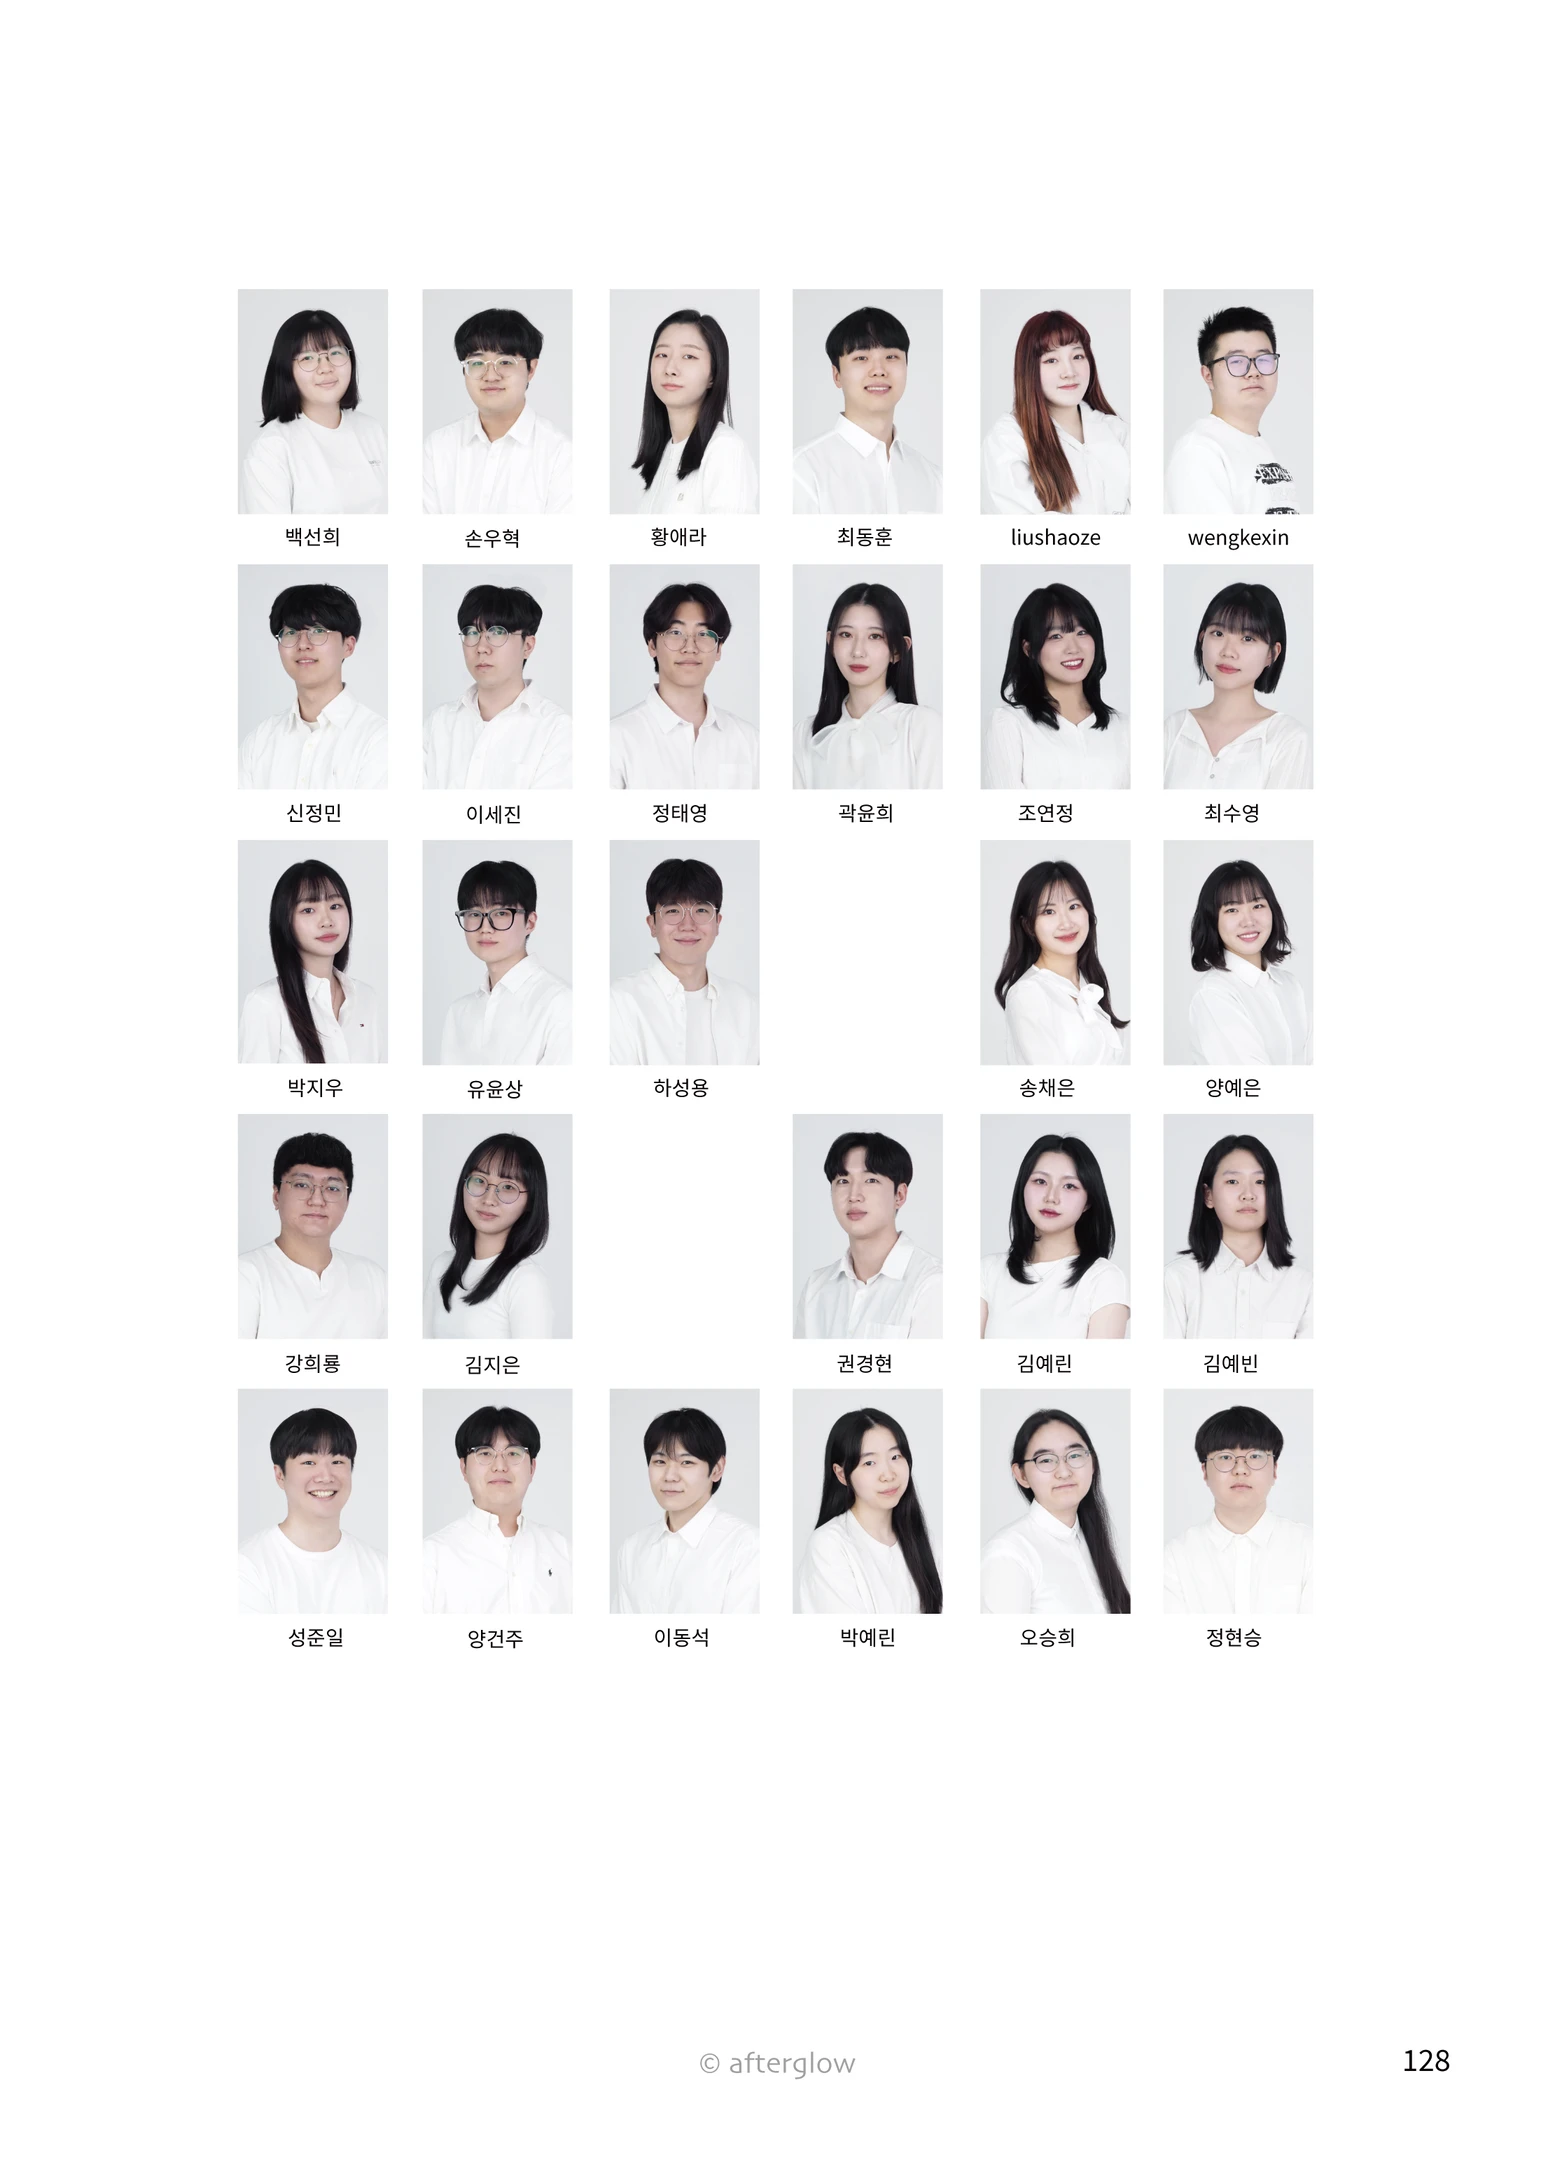 백선희 손우혁 황애라 최동훈 liushaoze wengkexin
신정민 이세진 정태영 곽윤희 조연정 최수영
박지우 유윤상 하성용 송채은 양예은
강희룡 김지은 권경현 김예린 김예빈
성준일 양건주 이동석 박예린 오승희 정현승
© afterglow
128